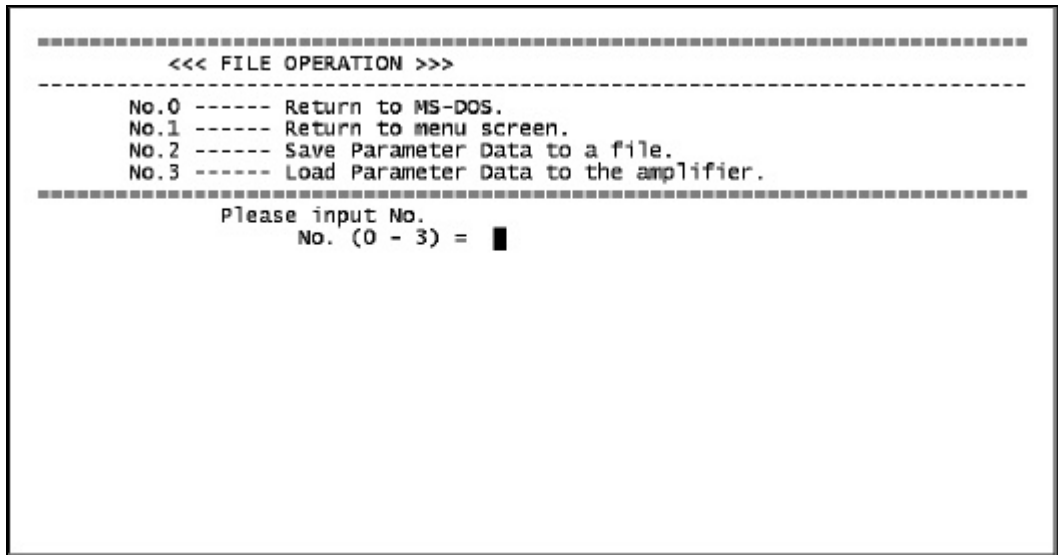 <<< FILE OPERATION >>>
No.0 ------ Return to MS-DOS.
No.1 ------ Return to menu screen.
No.2 ------ Save Parameter Data to a file.
No.3 ------ Load Parameter Data to the amplifier.
Please input No.
No. (0 - 3) =